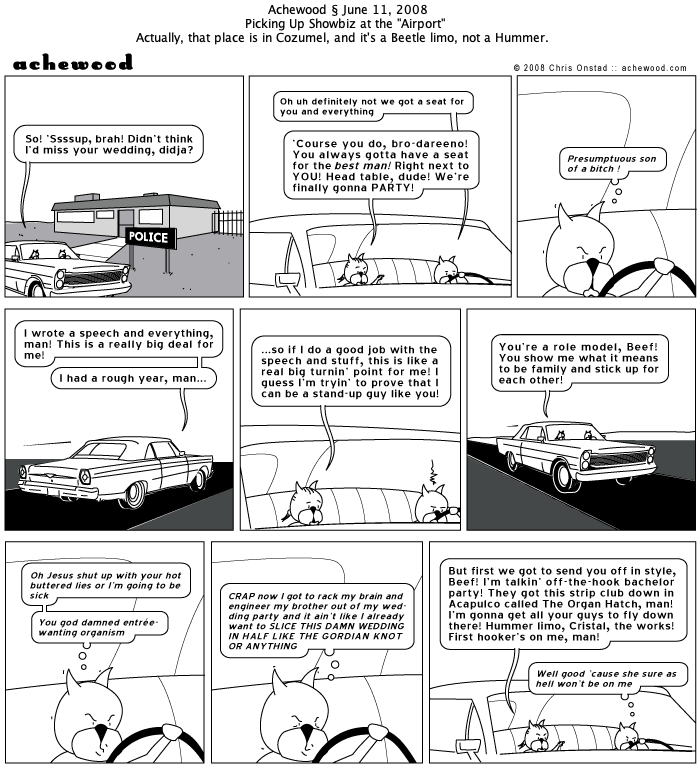 Achewood § June 11, 2008
Picking Up Showbiz at the "Airport"
Actually, that place is in Cozumel, and it's a Beetle limo, not a Hummer.
achewood
© 2008 Chris Onstad :: achewood.com
So! 'Ssssup, brah! Didn't think
I'd miss your wedding, didja?
POLICE
Oh uh definitely not we got a seat for
you and everything
'Course you do, bro-dareeno!
You always gotta have a seat
for the best man! Right next to
YOU! Head table, dude! We're
finally gonna PARTY!
Presumptuous son
of a bitch !
I wrote a speech and everything,
man! This is a really big deal for
me!
I had a rough year, man...
...so if I do a good job with the
speech and stuff, this is like a
real big turnin' point for me! I
guess I'm tryin' to prove that I
can be a stand-up guy like you!
You're a role model, Beef!
You show me what it means
to be family and stick up for
each other!
Oh Jesus shut up with your hot
buttered lies or I'm going to be
sick
You god damned entrée-
wanting organism
CRAP now I got to rack my brain and
engineer my brother out of my wed-
ding party and it ain't like I already
want to SLICE THIS DAMN WEDDING
IN HALF LIKE THE GORDIAN KNOT
OR ANYTHING
But first we got to send you off in style,
Beef! I'm talkin' off-the-hook bachelor
party! They got this strip club down in
Acapulco called The Organ Hatch, man!
I'm gonna get all your guys to fly down
there! Hummer limo, Cristal, the works!
First hooker's on me, man!
Well good 'cause she sure as
hell won't be on me